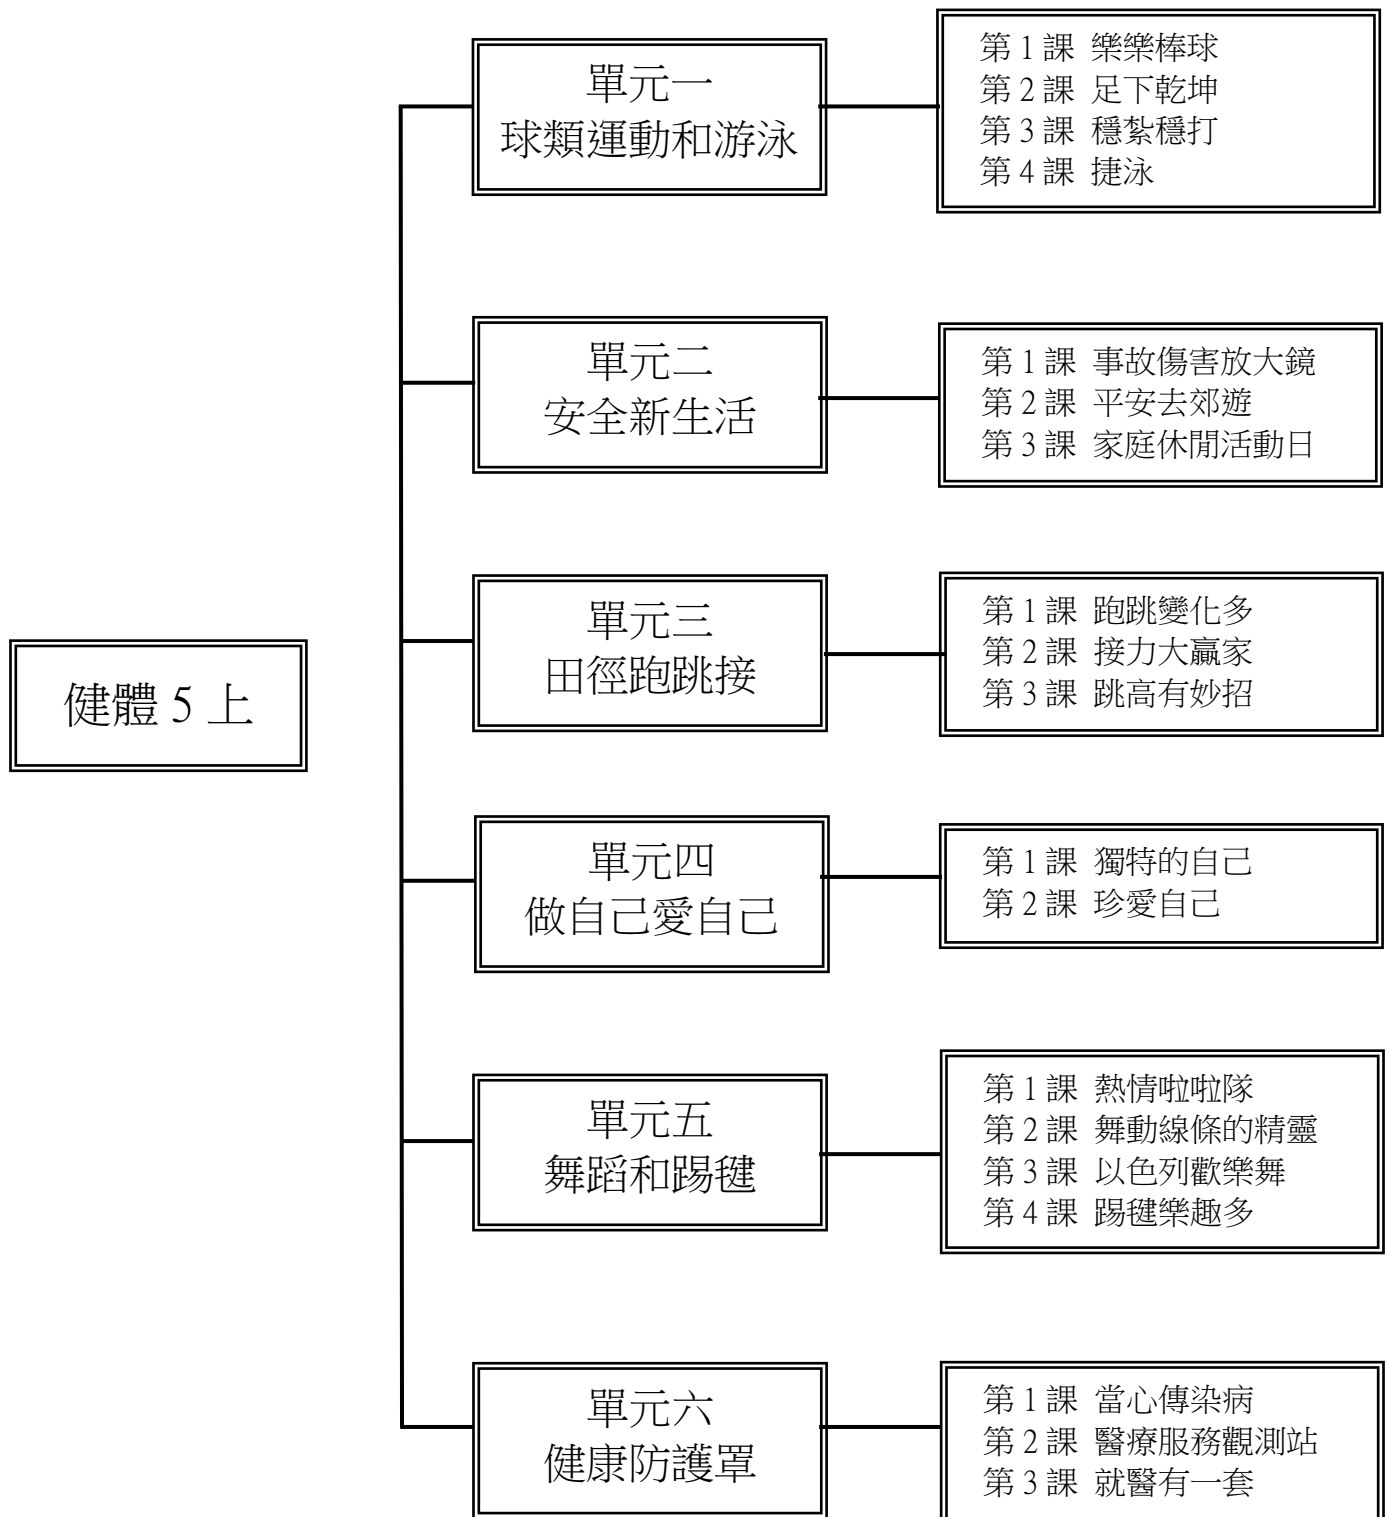 單元一
球類運動和游泳
第 1 課 樂樂棒球
第 2 課 足下乾坤
第 3 課 穩紮穩打
第 4 課 捷泳
單元二
安全新生活
第 1 課 事故傷害放大鏡
第 2 課 平安去郊遊
第 3 課 家庭休閒活動日
單元三
田徑跑跳接
第 1 課 跑跳變化多
第 2 課 接力大贏家
第 3 課 跳高有妙招
健體 5 上
單元四
做自己愛自己
第 1 課 獨特的自己
第 2 課 珍愛自己
單元五
舞蹈和踢毽
第 1 課 熱情啦啦隊
第 2 課 舞動線條的精靈
第 3 課 以色列歡樂舞
第 4 課 踢毽樂趣多
單元六
健康防護罩
第 1 課 當心傳染病
第 2 課 醫療服務觀測站
第 3 課 就醫有一套